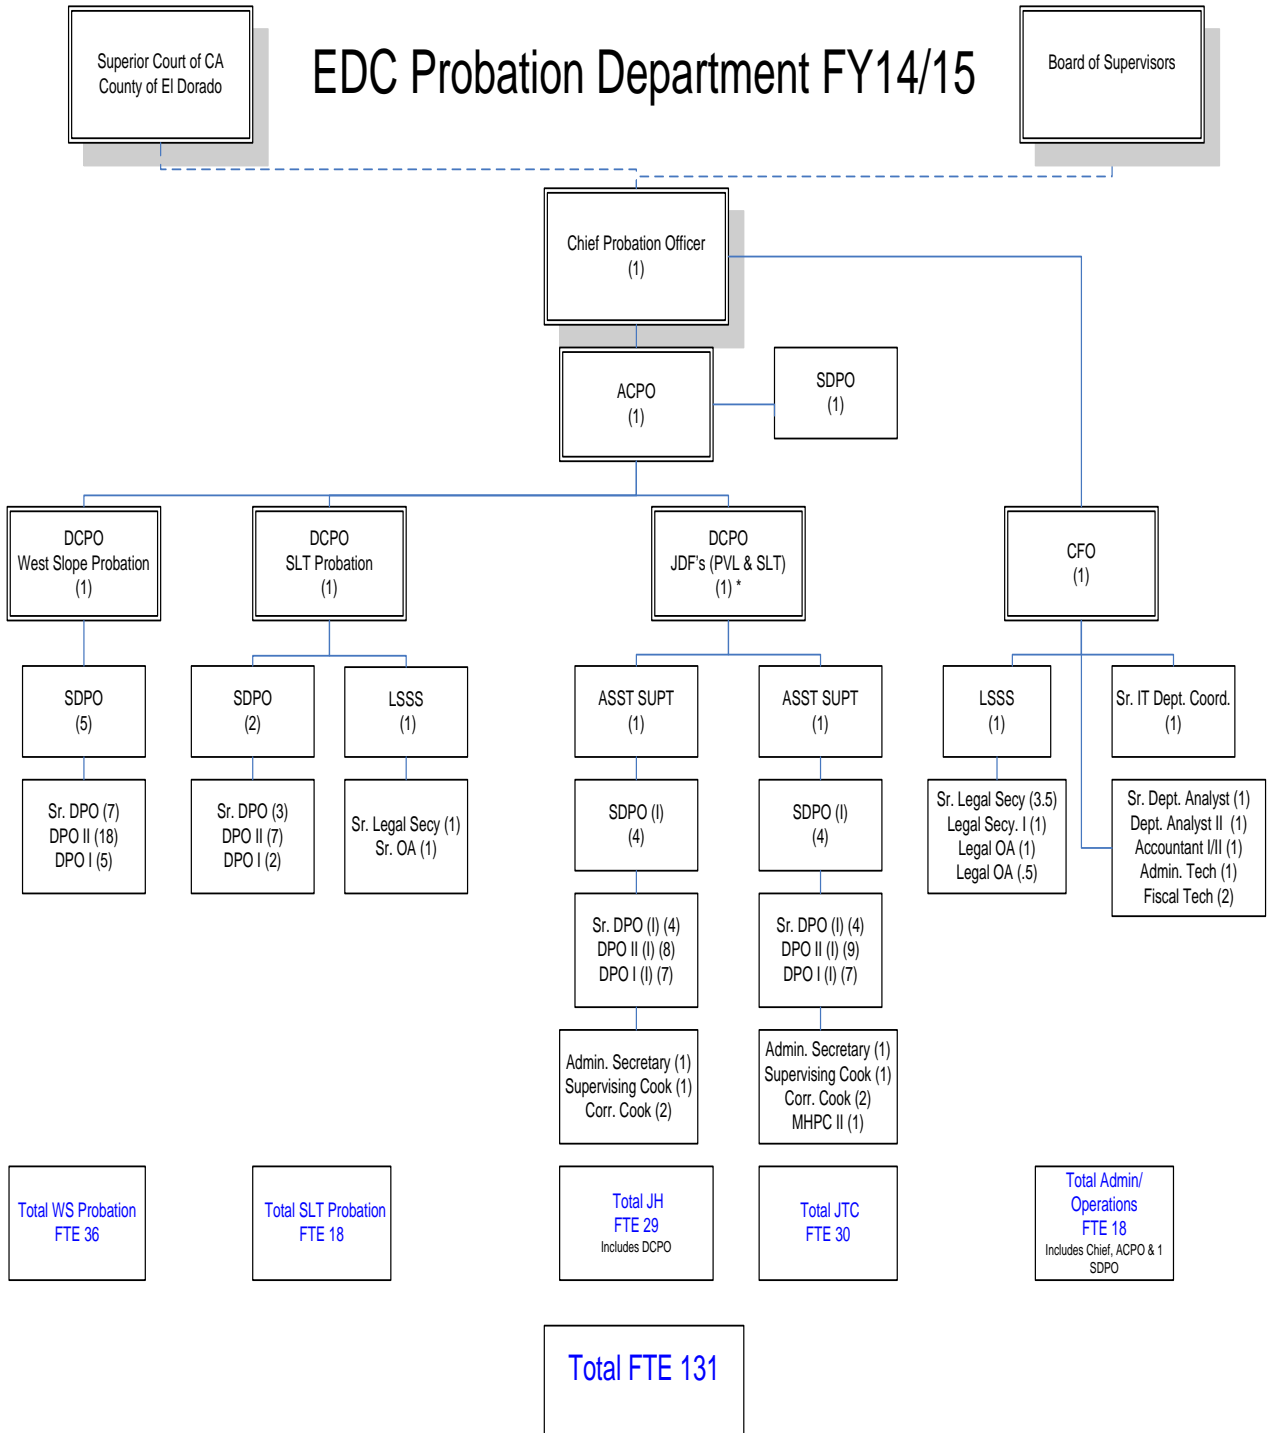 Superior Court of CA
County of El Dorado
EDC Probation Department FY14/15
Board of Supervisors
Chief Probation Officer
(1)
ACPO
(1)
SDPO
(1)
DCPO
West Slope Probation
(1)
DCPO
SLT Probation
(1)
DCPO
JDF's (PVL & SLT)
(1) *
CFO
(1)
SDPO
(5)
SDPO
(2)
LSSS
(1)
ASST SUPT
(1)
ASST SUPT
(1)
LSSS
(1)
Sr. IT Dept. Coord.
(1)
Sr. DPO (7)
DPO II (18)
DPO I (5)
Sr. DPO (3)
DPO II (7)
DPO I (2)
Sr. Legal Secy (1)
Sr. OA (1)
SDPO (I)
(4)
SDPO (I)
(4)
Sr. Legal Secy (3.5)
Legal Secy. I (1)
Legal OA (1)
Legal OA (.5)
Sr. Dept. Analyst (1)
Dept. Analyst II (1)
Accountant I/II (1)
Admin. Tech (1)
Fiscal Tech (2)
Sr. DPO (I) (4)
DPO II (I) (8)
DPO I (I) (7)
Sr. DPO (I) (4)
DPO II (I) (9)
DPO I (I) (7)
Admin. Secretary (1)
Supervising Cook (1)
Corr. Cook (2)
Admin. Secretary (1)
Supervising Cook (1)
Corr. Cook (2)
MHPC II (1)
Total WS Probation
FTE 36
Total SLT Probation
FTE 18
Total JH
FTE 29
Includes DCPO
Total JTC
FTE 30
Total Admin/
Operations
FTE 18
Includes Chief, ACPO & 1
SDPO
Total FTE 131